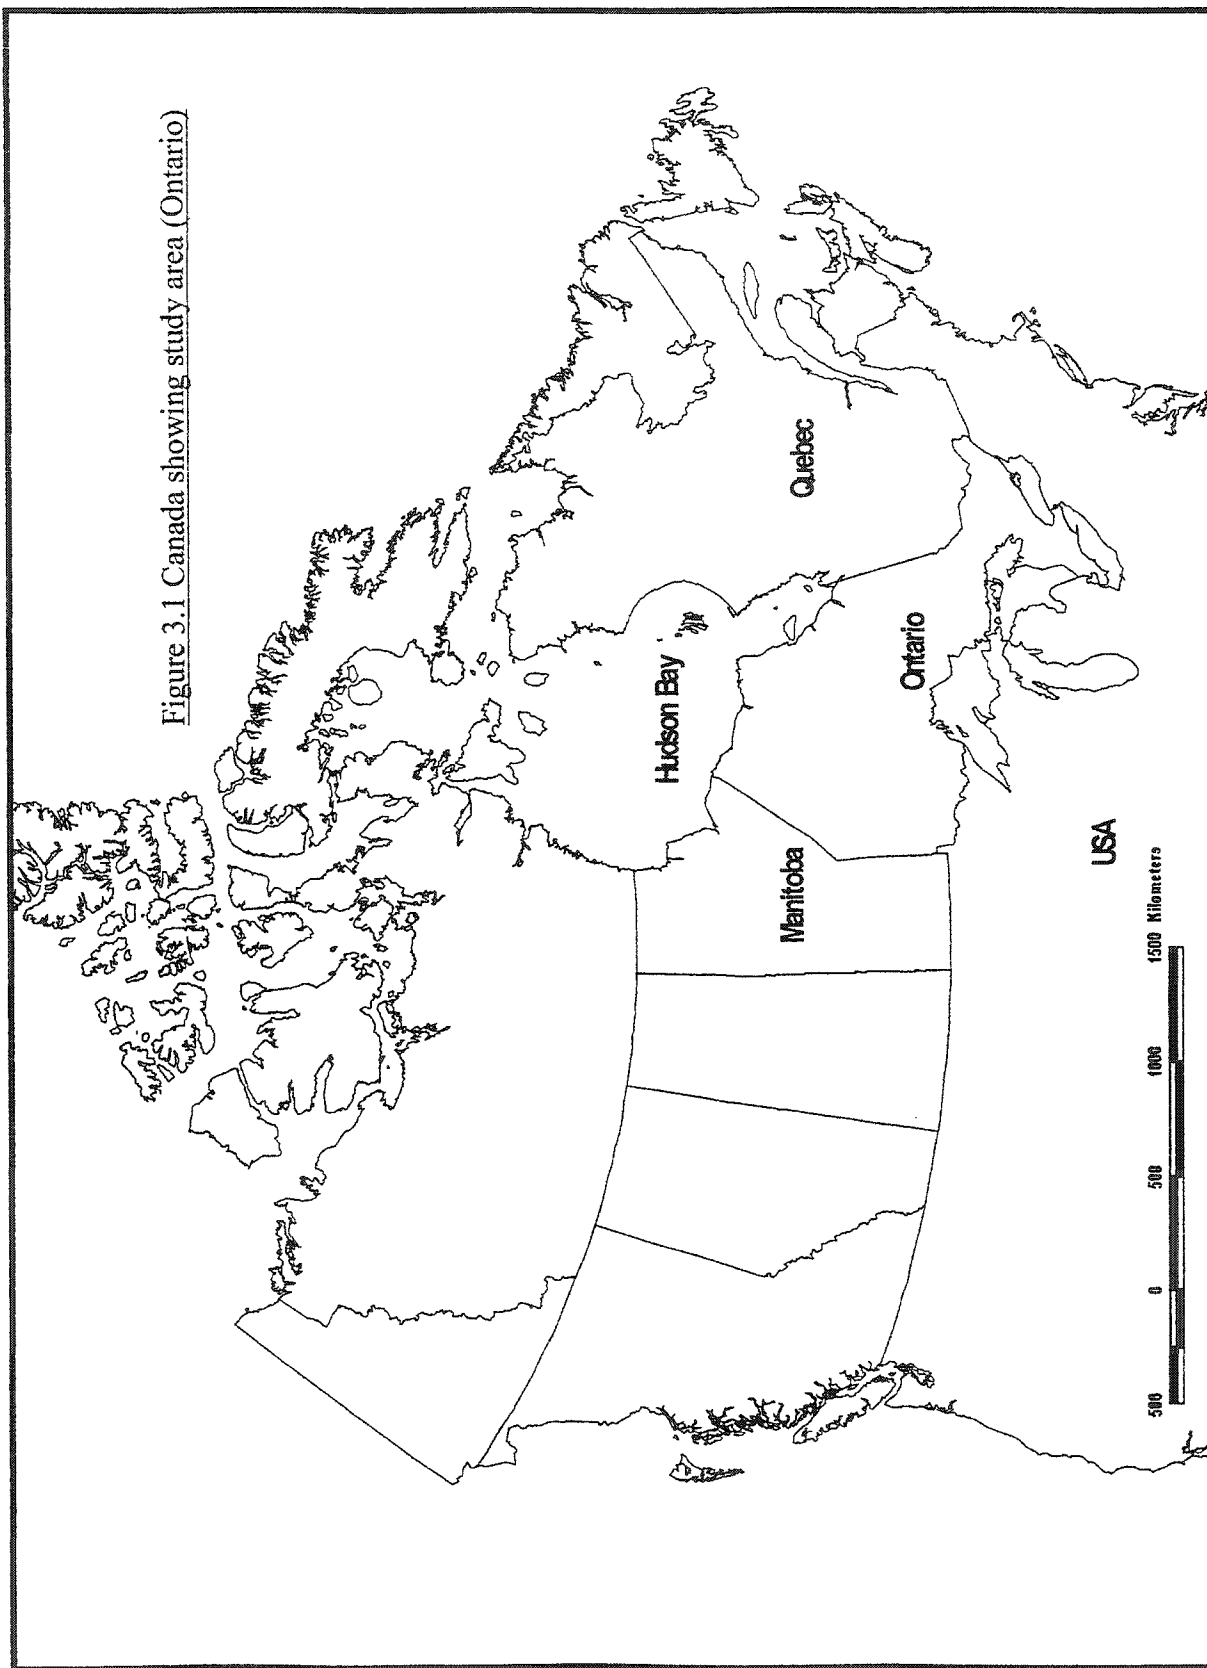 Figure 3.1 Canada showing study area (Ontario)
Hudson Bay
Quebec
Manitoba
Ontario
USA
500 0 500 1000 1500 Kilometers